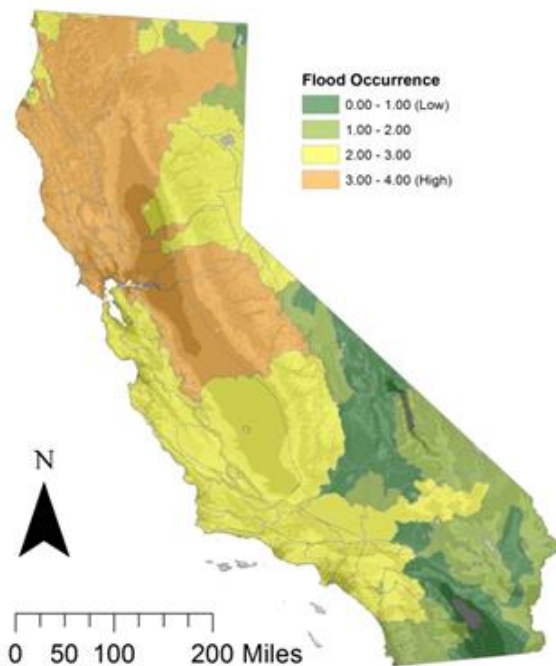 Flood Occurrence
0.00 - 1.00 (Low)
1.00 - 2.00
2.00 - 3.00
3.00 - 4.00 (High)
N
0 50 100 200 Miles